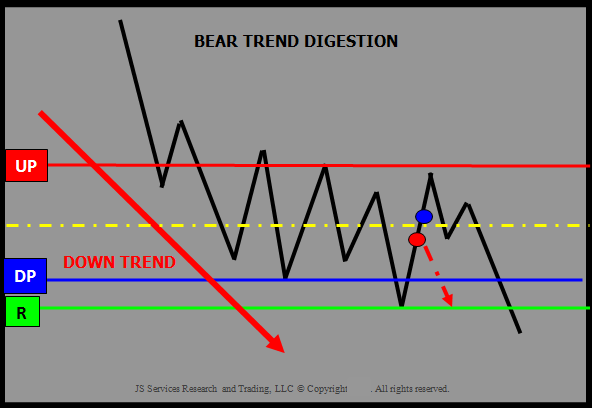 BEAR TREND DIGESTION
UP
DOWN TREND
DP
R
JS Services Research and Trading, LLC © Copyright . All rights reserved.